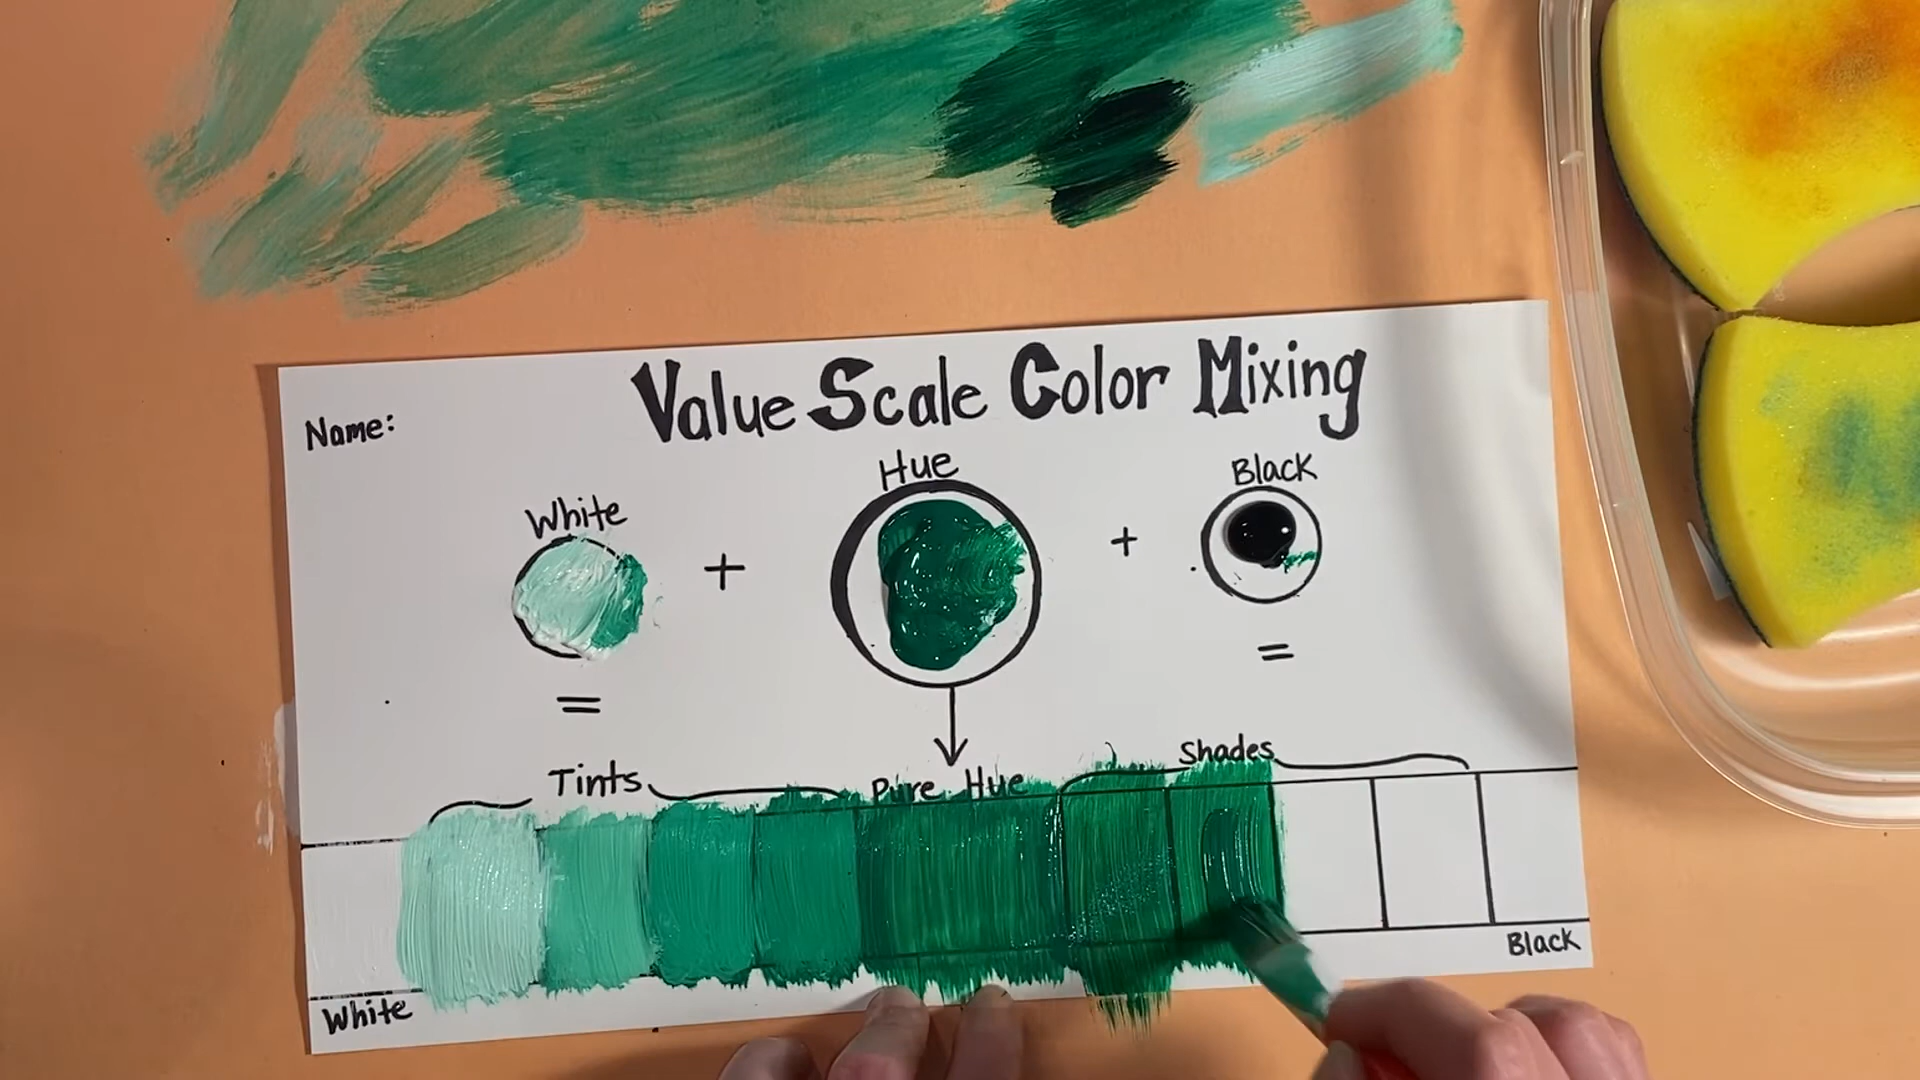 Value Scale Color Mixing
Name:
White
+
Hue
+
Black
=
=
Tints
Pure Hue
Shades
White
Black